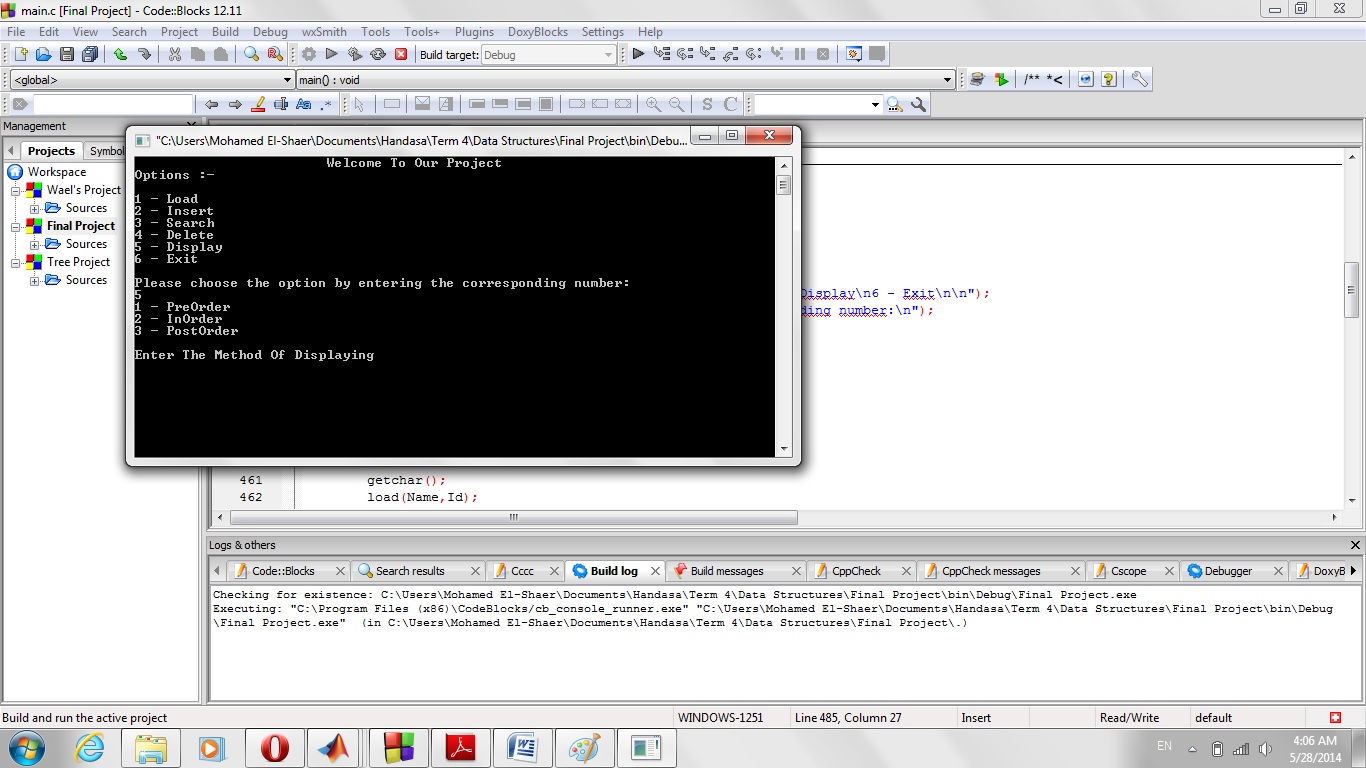 main.c [Final Project] - Code::Blocks 12.11
File Edit View Search Project Build Debug wxSmith Tools Tools+ Plugins DoxyBlocks Settings Help
Build target: Debug
<global> main() : void
/** *<
Aa .*
S C
Management
Projects Symbol
Workspace
Wael's Project
Sources
Final Project
Sources
Tree Project
Sources
"C:\Users\Mohamed El-Shaer\Documents\Handasa\Term 4\Data Structures\Final Project\bin\Debu...
Welcome To Our Project
Options :-
1 - Load
2 - Insert
3 - Search
4 - Delete
5 - Display
6 - Exit
Please choose the option by entering the corresponding number:
5
1 - PreOrder
2 - InOrder
3 - PostOrder
Enter The Method Of Displaying
Display\n6 - Exit\n\n");
ding number:\n");
461 getchar();
462 load(Name,Id);
Logs & others
Code::Blocks Search results Cccc Build log Build messages CppCheck CppCheck messages Cscope Debugger DoxyB
Checking for existence: C:\Users\Mohamed El-Shaer\Documents\Handasa\Term 4\Data Structures\Final Project\bin\Debug\Final Project.exe
Executing: "C:\Program Files (x86)\CodeBlocks/cb_console_runner.exe" "C:\Users\Mohamed El-Shaer\Documents\Handasa\Term 4\Data Structures\Final Project\bin\Debug
\Final Project.exe"  (in C:\Users\Mohamed El-Shaer\Documents\Handasa\Term 4\Data Structures\Final Project\.)
Build and run the active project WINDOWS-1251 Line 485, Column 27 Insert Read/Write default
EN 4:06 AM
5/28/2014